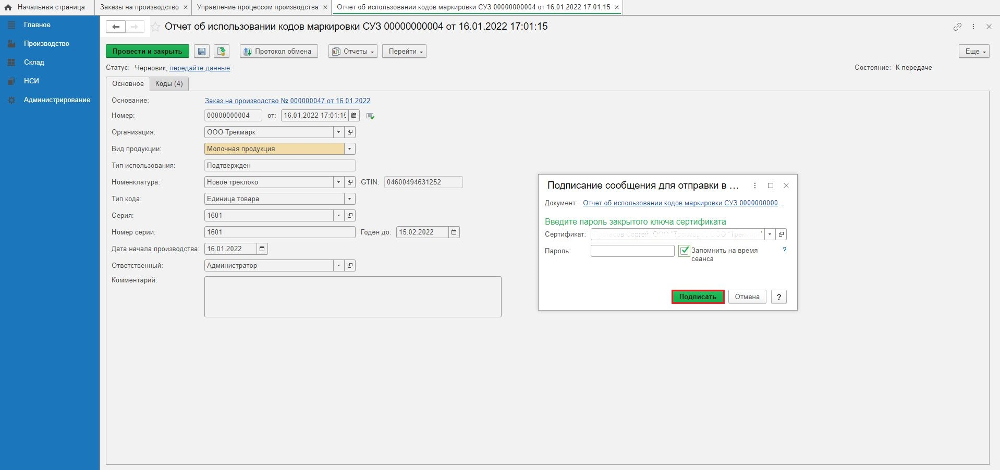 Начальная страница
Заказы на производство ×
Управление процессом производства ×
Отчет об использовании кодов маркировки СУЗ 00000000004 от 16.01.2022 17:01:15 ×
Главное
Производство
Склад
НСИ
Администрирование
Отчет об использовании кодов маркировки СУЗ 00000000004 от 16.01.2022 17:01:15
Провести и закрыть
Протокол обмена
Отчеты
Перейти
Еще
Статус: Черновик, передайте данные
Состояние: К передаче
Основное
Коды (4)
Основание: Заказ на производство № 000000047 от 16.01.2022
Номер: 00000000004 от: 16.01.2022 17:01:15
Организация: ООО Трекмарк
Вид продукции: Молочная продукция
Тип использования: Подтвержден
Номенклатура: Новое треклоко GTIN: 04600494631252
Тип кода: Единица товара
Серия: 1601
Номер серии: 1601 Годен до: 15.02.2022
Дата начала производства: 16.01.2022
Ответственный: Администратор
Комментарий:
Подписание сообщения для отправки в ...
Документ: Отчет об использовании кодов маркировки СУЗ 0000000000...
Введите пароль закрытого ключа сертификата
Сертификат:
Пароль:
Запомнить на время
сеанса
?
Подписать
Отмена
?